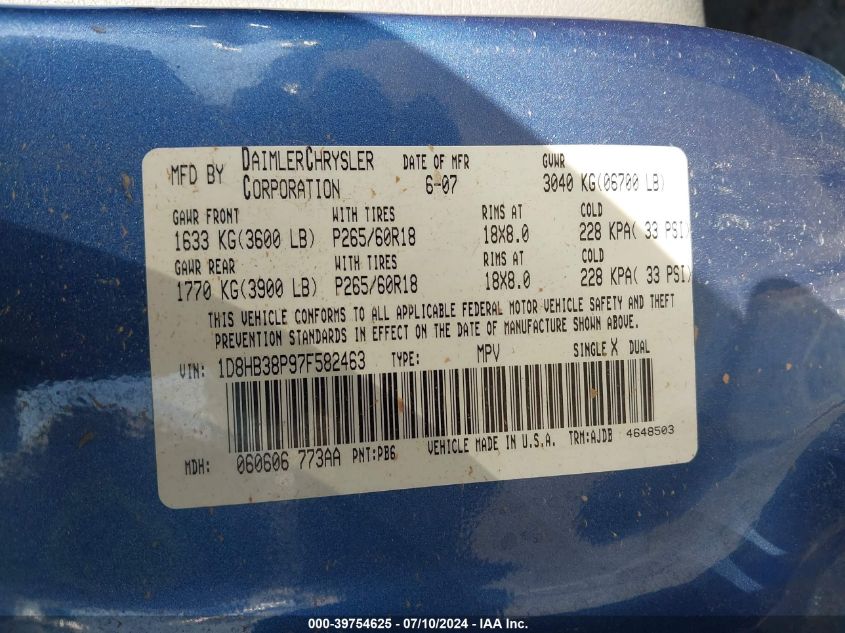 MFD BY DAIMLERCHRYSLER CORPORATION DATE OF MFR 6-07 GVWR 3040 KG(06700 LB)
GAWR FRONT WITH TIRES RIMS AT COLD
1633 KG(3600 LB) P265/60R18 18X8.0 228 KPA( 33 PSI)
GAWR REAR WITH TIRES RIMS AT COLD
1770 KG(3900 LB) P265/60R18 18X8.0 228 KPA( 33 PSI)
THIS VEHICLE CONFORMS TO ALL APPLICABLE FEDERAL MOTOR VEHICLE SAFETY AND THEFT
PREVENTION STANDARDS IN EFFECT ON THE DATE OF MANUFACTURE SHOWN ABOVE.
VIN: 1D8HB38P97F582463 TYPE: MPV SINGLE X DUAL
MDH: 060606 773AA PNT:PB6 VEHICLE MADE IN U.S.A. TRM:AJDB 4648503
000-39754625 - 07/10/2024 - IAA Inc.